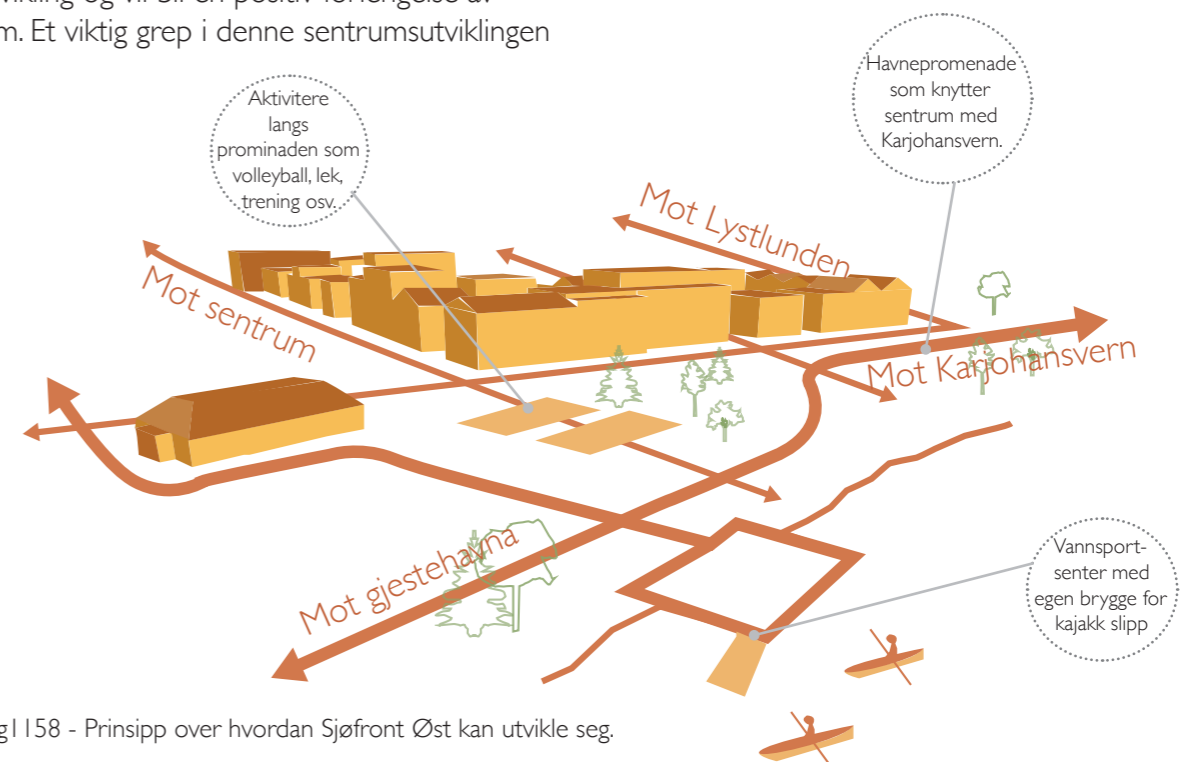 m. Et viktig grep i denne sentrumsutviklingen
Aktivitere
langs
prominaden som
volleyball, lek,
trening osv.
Havnepromenade
som knytter
sentrum med
Karjohansvern.
Mot Lystlunden
Mot sentrum
Mot Karjohansvern
Mot gjestehavna
Vannsport-
senter med
egen brygge for
kajakk slipp
g1158 - Prinsipp over hvordan Sjøfront Øst kan utvikle seg.